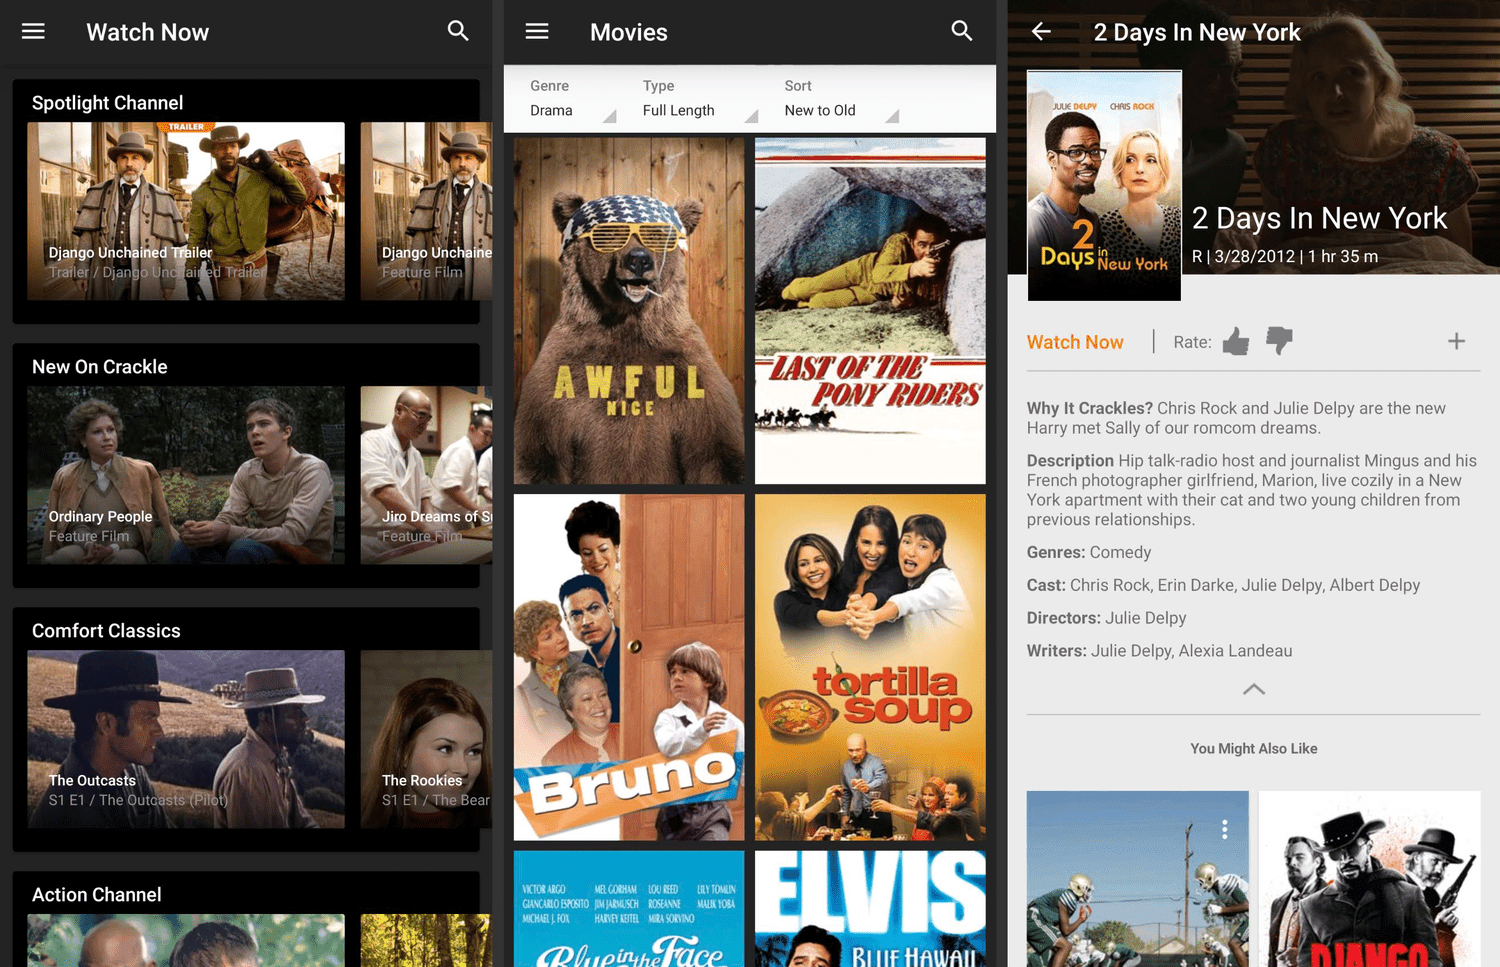 Watch Now
Spotlight Channel
TRAILER
Django Unchained Trailer
Trailer / Django Unchained Trailer
Django Unchaine
Feature Film
New On Crackle
Ordinary People
Feature Film
Jiro Dreams of S
Feature Film
Comfort Classics
The Outcasts
S1 E1 / The Outcasts (Pilot)
The Rookies
S1 E1 / The Bear
Action Channel
Movies
Genre
Type
Sort
Drama
Full Length
New to Old
AWFUL
NICE
LAST OF THE
PONY RIDERS
Bruno
tortilla
soup
VICTOR ARGO
MEL GORHAM
LOU REED
LILY TOMLIN
GIANCARLO ESPOSITO
JIM JARMUSCH
ROSEANNE
MALIK YOBA
MICHAEL J. FOX
HARVEY KEITEL
MIRA SORVINO
Blue in the Face
ELVIS
BLUE HAWAII
2 Days In New York
JULIE DELPY
CHRIS ROCK
2
Days in
New York
2 Days In New York
R | 3/28/2012 | 1 hr 35 m
Watch Now
Rate:
Why It Crackles? Chris Rock and Julie Delpy are the new
Harry met Sally of our romcom dreams.
Description Hip talk-radio host and journalist Mingus and his
French photographer girlfriend, Marion, live cozily in a New
York apartment with their cat and two young children from
previous relationships.
Genres: Comedy
Cast: Chris Rock, Erin Darke, Julie Delpy, Albert Delpy
Directors: Julie Delpy
Writers: Julie Delpy, Alexia Landeau
You Might Also Like
DJANGO